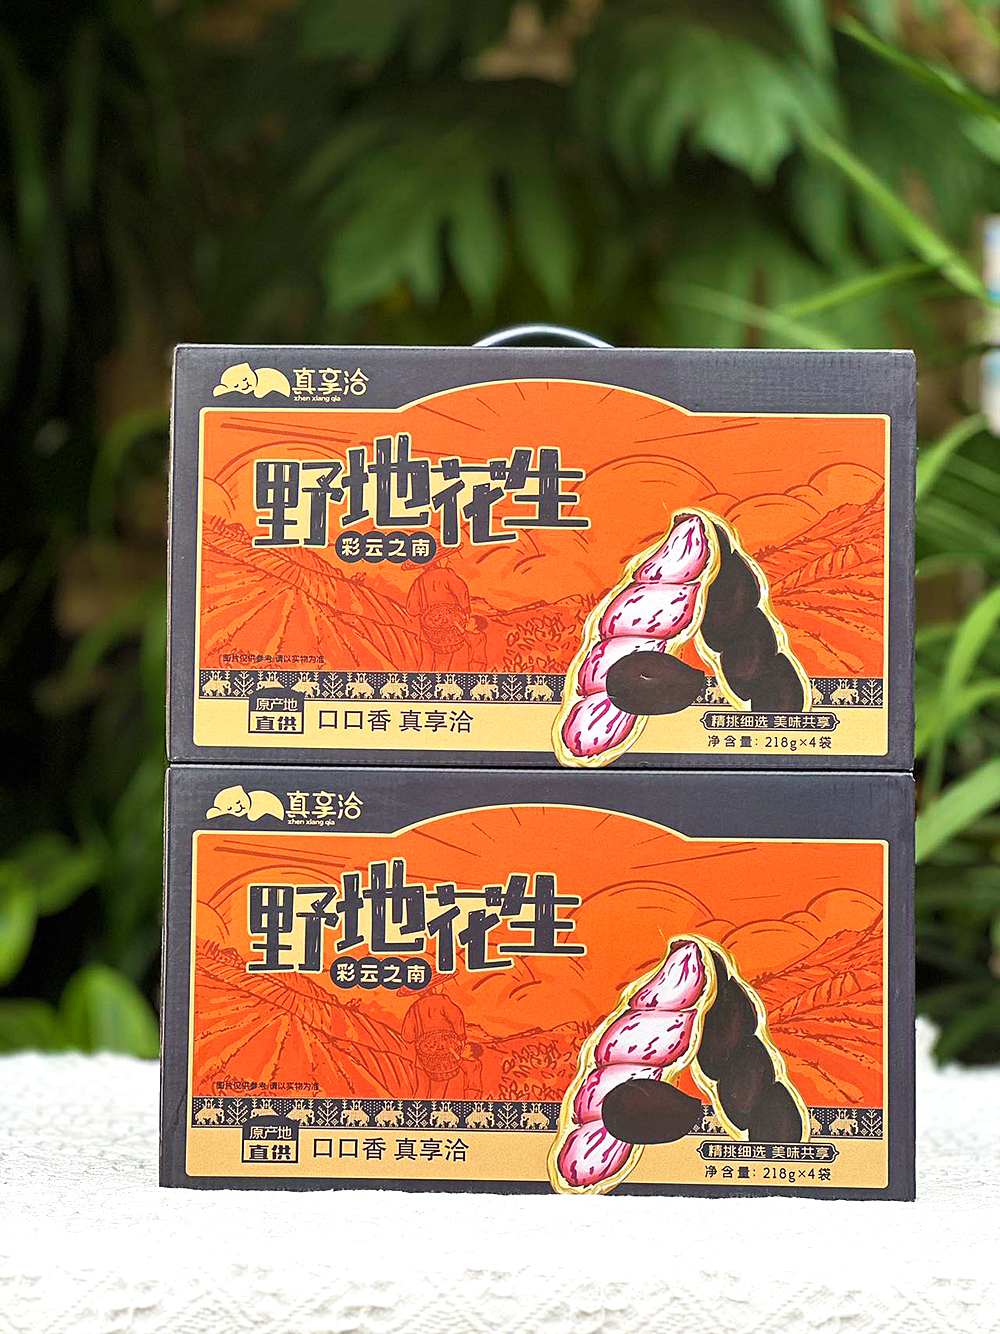 真享洽
zhen xiang qia
野地花生
彩云之南
*图片仅供参考 请以实物为准
原产地
直供
口口香 真享洽
精挑细选 美味共享
净含量: 218g×4袋
真享洽
zhen xiang qia
野地花生
彩云之南
*图片仅供参考 请以实物为准
原产地
直供
口口香 真享洽
精挑细选 美味共享
净含量: 218g×4袋